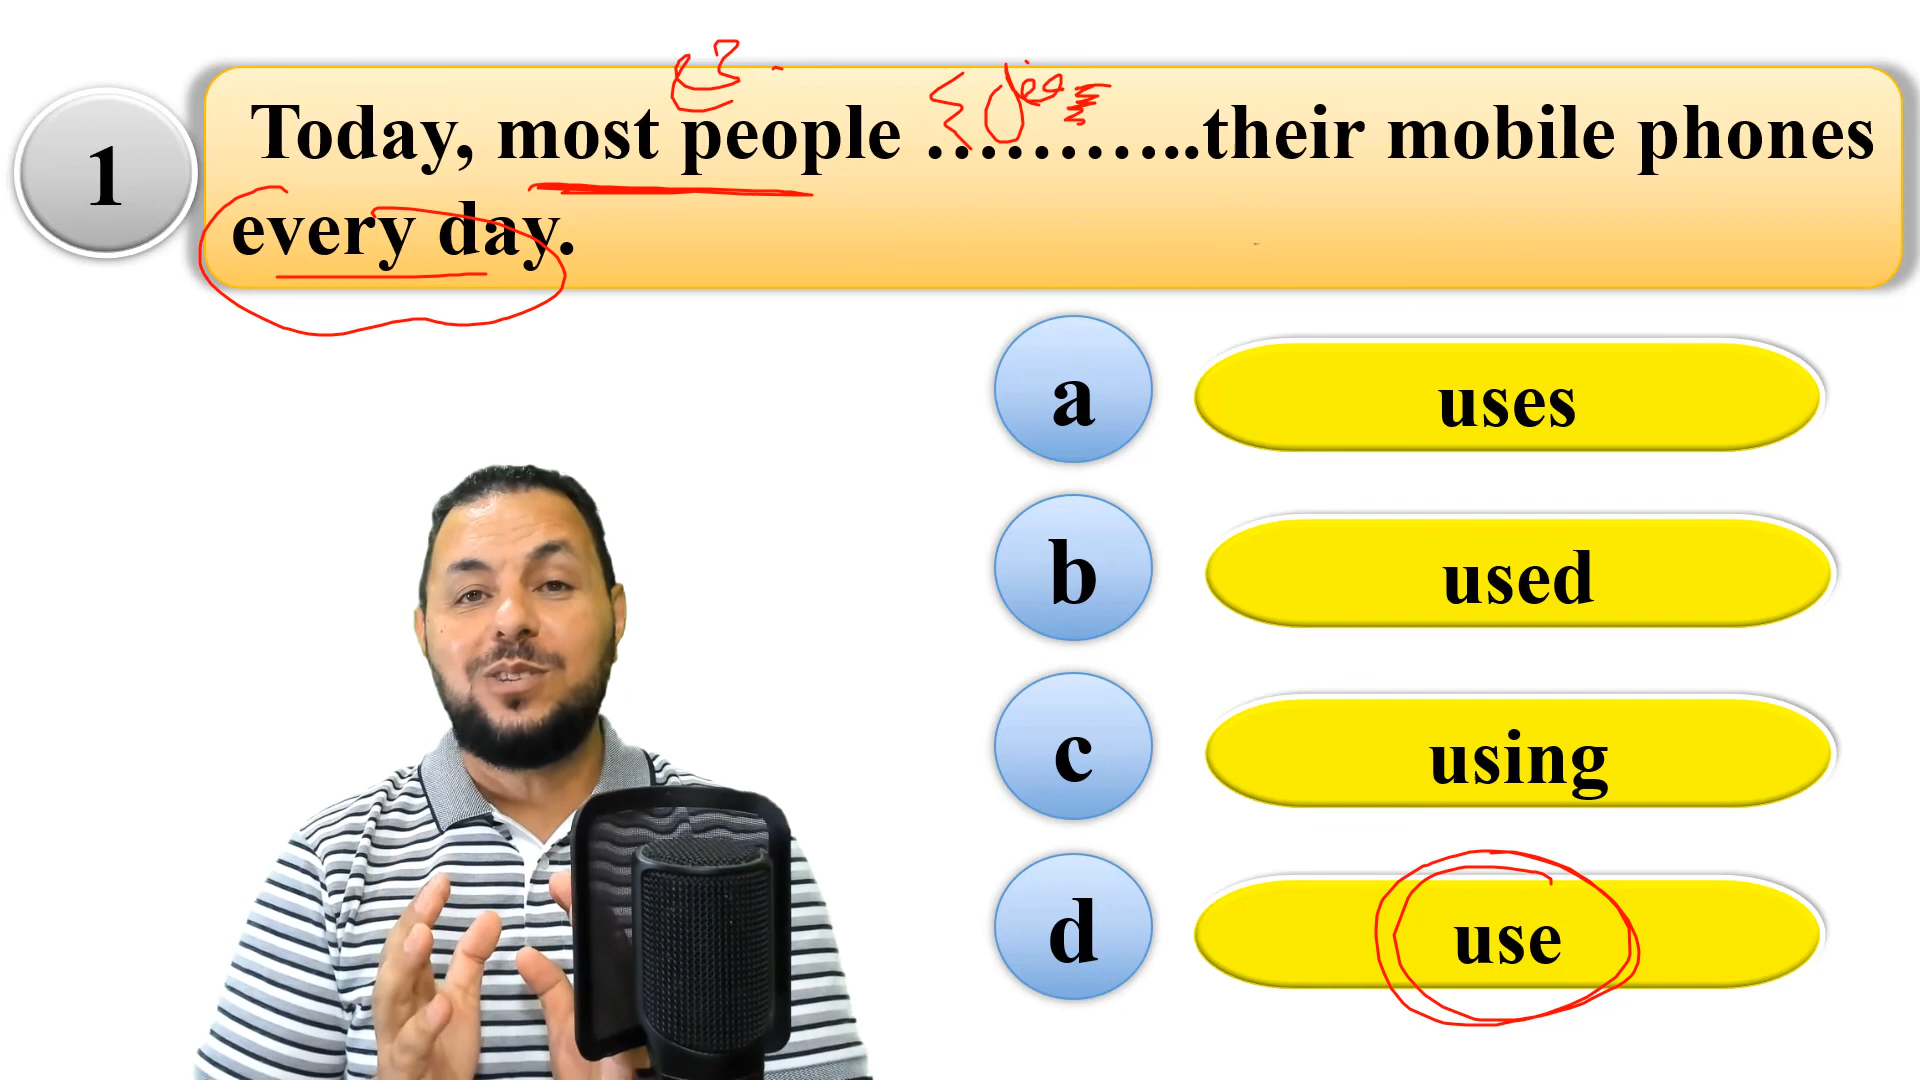 1
Today, most people ………..their mobile phones
every day.
a
uses
b
used
c
using
d
use